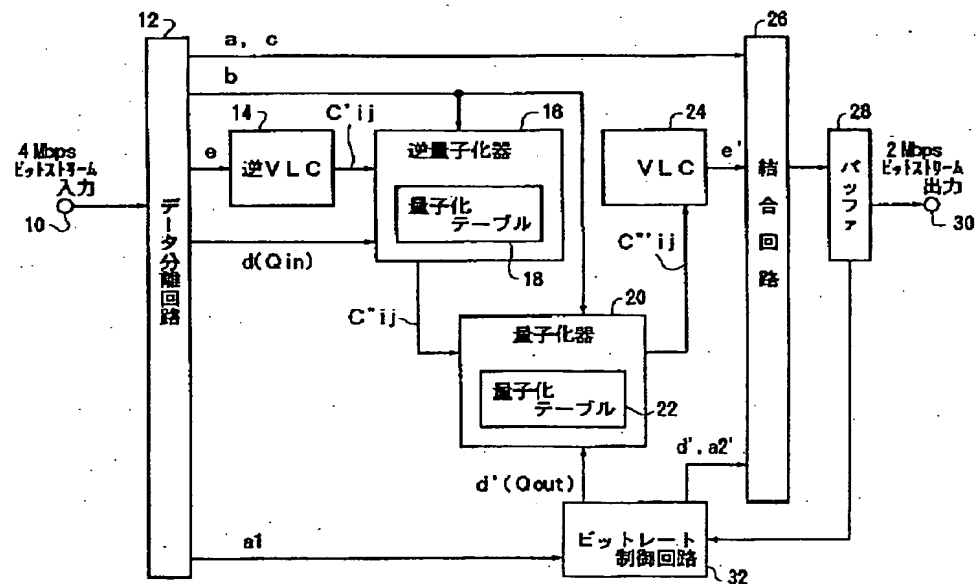 12
26
a, c
b
14
C'ij
16
24
28
4 Mbps
ビットストリーム
入力
10
e
逆VLC
逆量子化器
量子化
テーブル
18
VLC
e'
2 Mbps
ビットストリーム
出力
30
データ分離回路
結合回路
バッファ
d(Qin)
C"ij
C"'ij
20
量子化器
量子化
テーブル
22
d'(Qout)
d',a2'
a1
ビットレート
制御回路
32